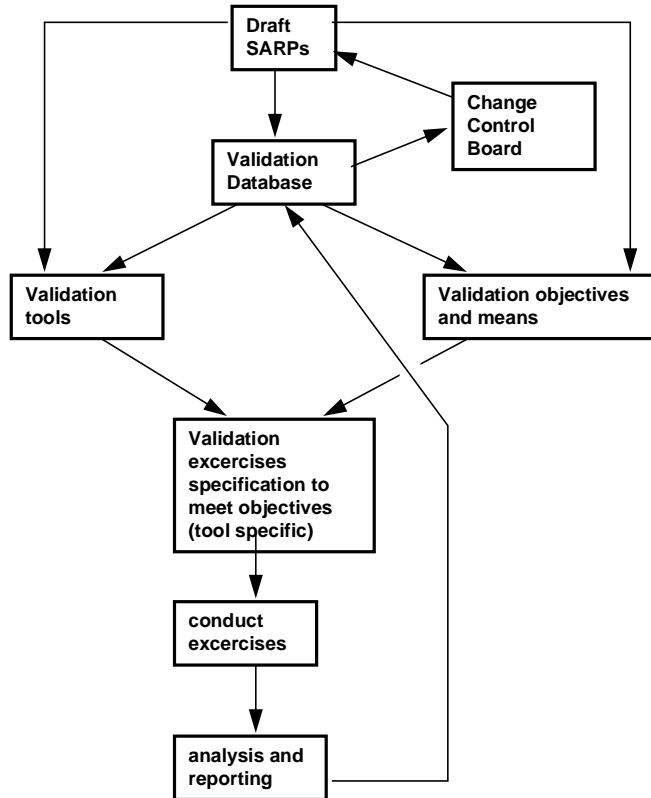 Draft
SARPs
Change
Control
Board
Validation
Database
Validation
tools
Validation objectives
and means
Validation
excercises
specification to
meet objectives
(tool specific)
conduct
excercises
analysis and
reporting